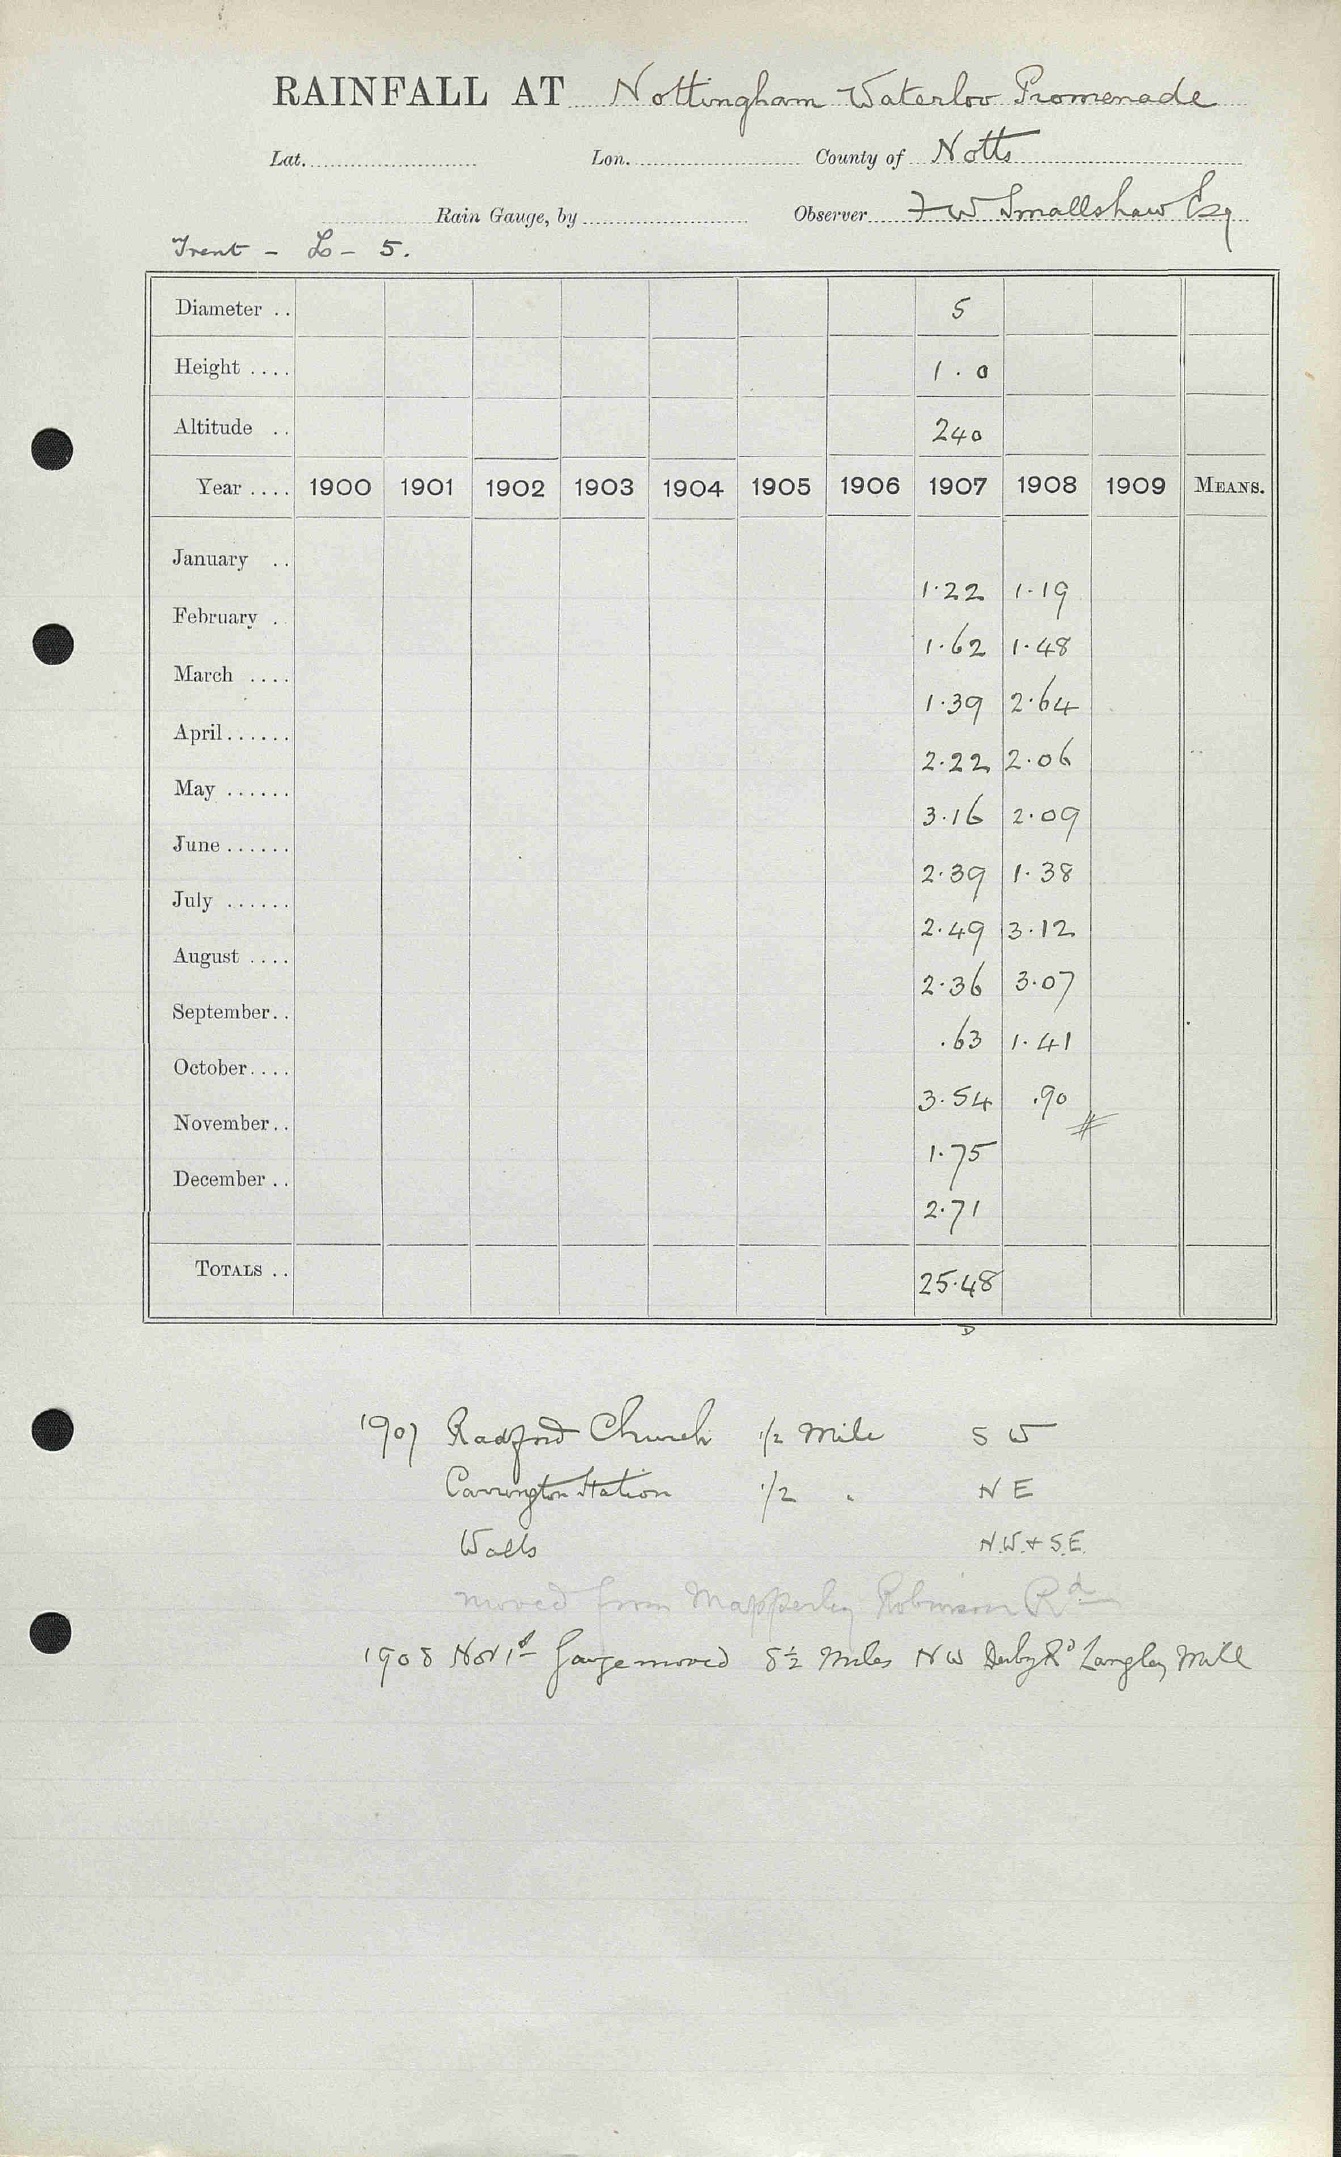 RAINFALL AT Nottingham Waterloo Promenade
Lat. Lon. County of Notts
Rain Gauge, by Observer F W Smallshaw Esq
Trent - L - 5.
Diameter .. 5
Height .... 1.0
Altitude .. 240
Year .... 1900 1901 1902 1903 1904 1905 1906 1907 1908 1909 MEANS.
January .. 1.22 1.19
February . 1.62 1.48
March .... 1.39 2.64
April...... 2.22 2.06
May ...... 3.16 2.09
June ...... 2.39 1.38
July ...... 2.49 3.12
August .... 2.36 3.07
September.. .63 1.41
October.... 3.54 .90
November.. 1.75
December .. 2.71
TOTALS .. 25.48
D
1907 Radford Church 1/2 Mile S W
Carrington Station 1/2 " N E
Walls N.W. + S.E.
moved from Mapperley Robinson Rd
1908 Nov 1st Gauge moved 8½ Miles N W Derby Rd Langley Mill